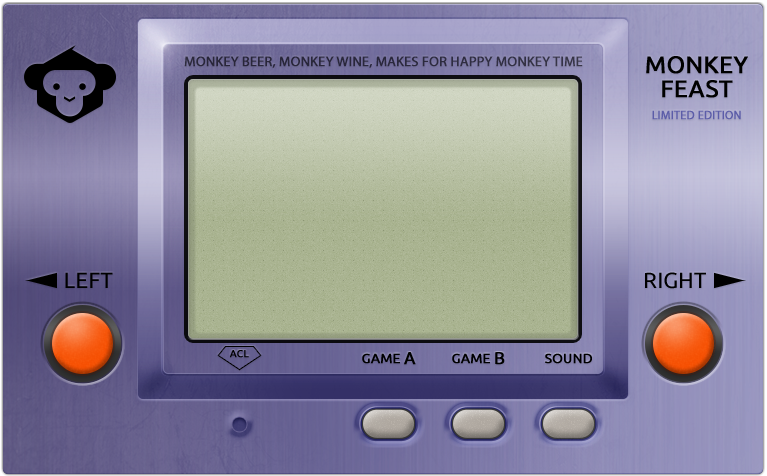 MONKEY BEER, MONKEY WINE, MAKES FOR HAPPY MONKEY TIME
MONKEY
FEAST
LIMITED EDITION
LEFT
RIGHT
ACL
GAME A
GAME B
SOUND